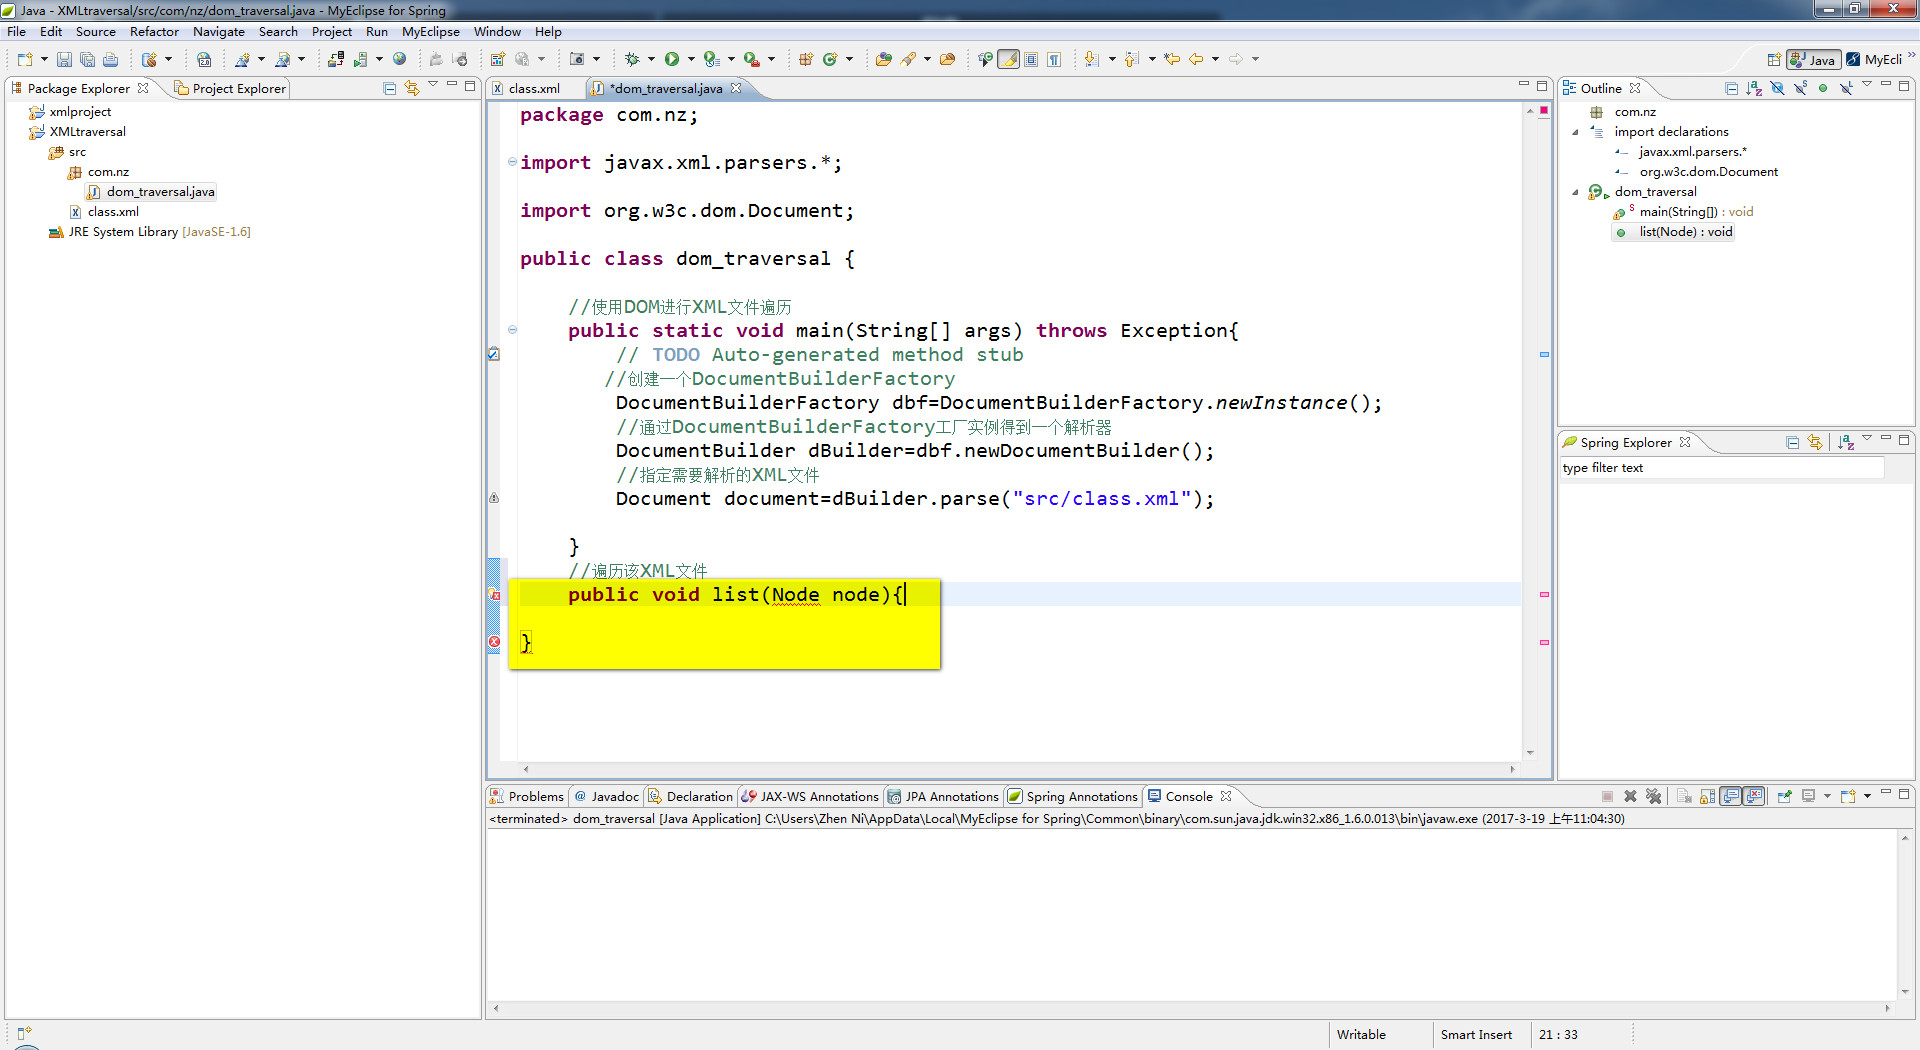 Java - XMLtraversal/src/com/nz/dom_traversal.java - MyEclipse for Spring
File Edit Source Refactor Navigate Search Project Run MyEclipse Window Help
Java MyEcli
Package Explorer Project Explorer
xmlproject
XMLtraversal
src
com.nz
dom_traversal.java
class.xml
JRE System Library [JavaSE-1.6]
class.xml *dom_traversal.java
package com.nz;
import javax.xml.parsers.*;
import org.w3c.dom.Document;
public class dom_traversal {
//使用DOM进行XML文件遍历
public static void main(String[] args) throws Exception{
// TODO Auto-generated method stub
//创建一个DocumentBuilderFactory
DocumentBuilderFactory dbf=DocumentBuilderFactory.newInstance();
//通过DocumentBuilderFactory工厂实例得到一个解析器
DocumentBuilder dBuilder=dbf.newDocumentBuilder();
//指定需要解析的XML文件
Document document=dBuilder.parse("src/class.xml");
}
//遍历该XML文件
public void list(Node node){
}
Outline
com.nz
import declarations
javax.xml.parsers.*
org.w3c.dom.Document
dom_traversal
main(String[]) : void
list(Node) : void
Spring Explorer
type filter text
Problems Javadoc Declaration JAX-WS Annotations JPA Annotations Spring Annotations Console
<terminated> dom_traversal [Java Application] C:\Users\Zhen Ni\AppData\Local\MyEclipse for Spring\Common\binary\com.sun.java.jdk.win32.x86_1.6.0.013\bin\javaw.exe (2017-3-19 上午11:04:30)
Writable Smart Insert 21 : 33